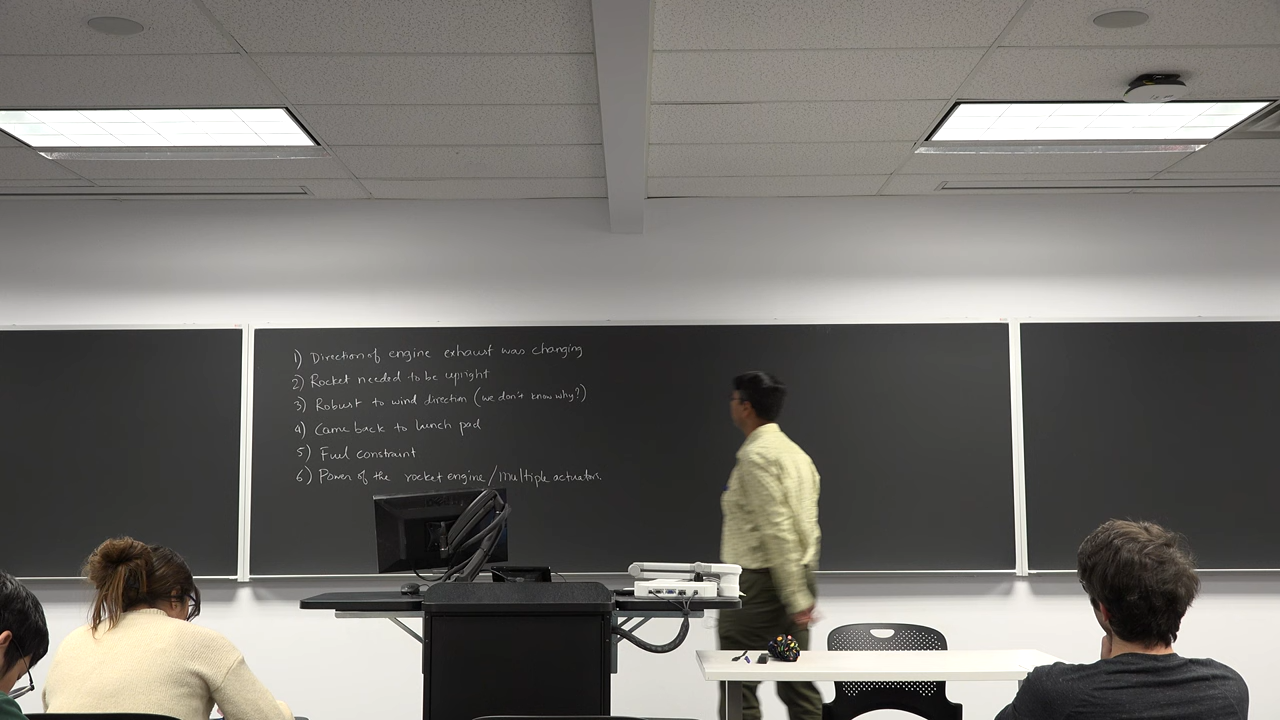 1) Direction of engine exhaust was changing
2) Rocket needed to be upright
3) Robust to wind direction (we don't know why?)
4) Came back to launch pad
5) Fuel constraint
6) Power of the rocket engine/multiple actuators.